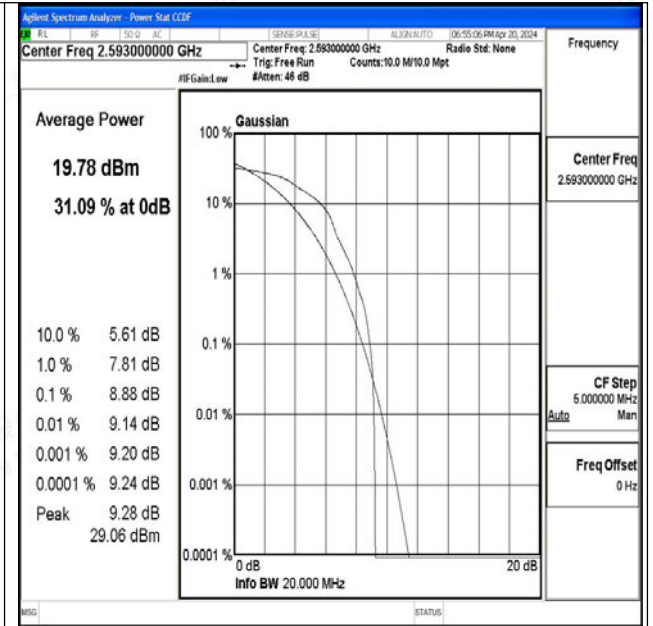 Agilent Spectrum Analyzer - Power Stat CCDF
RL RF 50 Ω AC SENSE:PULSE ALIGN AUTO 06:55:06 PM Apr 20, 2024
Center Freq 2.593000000 GHz
Center Freq: 2.593000000 GHz Radio Std: None
Trig: Free Run Counts:10.0 M/10.0 Mpt
#IFGain:Low #Atten: 46 dB
Frequency
Average Power
19.78 dBm
31.09 % at 0dB
10.0 % 5.61 dB
1.0 % 7.81 dB
0.1 % 8.88 dB
0.01 % 9.14 dB
0.001 % 9.20 dB
0.0001 % 9.24 dB
Peak 9.28 dB
29.06 dBm
Gaussian
100 %
10 %
1 %
0.1 %
0.01 %
0.001 %
0.0001 %
0 dB 20 dB
Info BW 20.000 MHz
Center Freq
2.593000000 GHz
CF Step
5.000000 MHz
Auto Man
Freq Offset
0 Hz
MSG STATUS